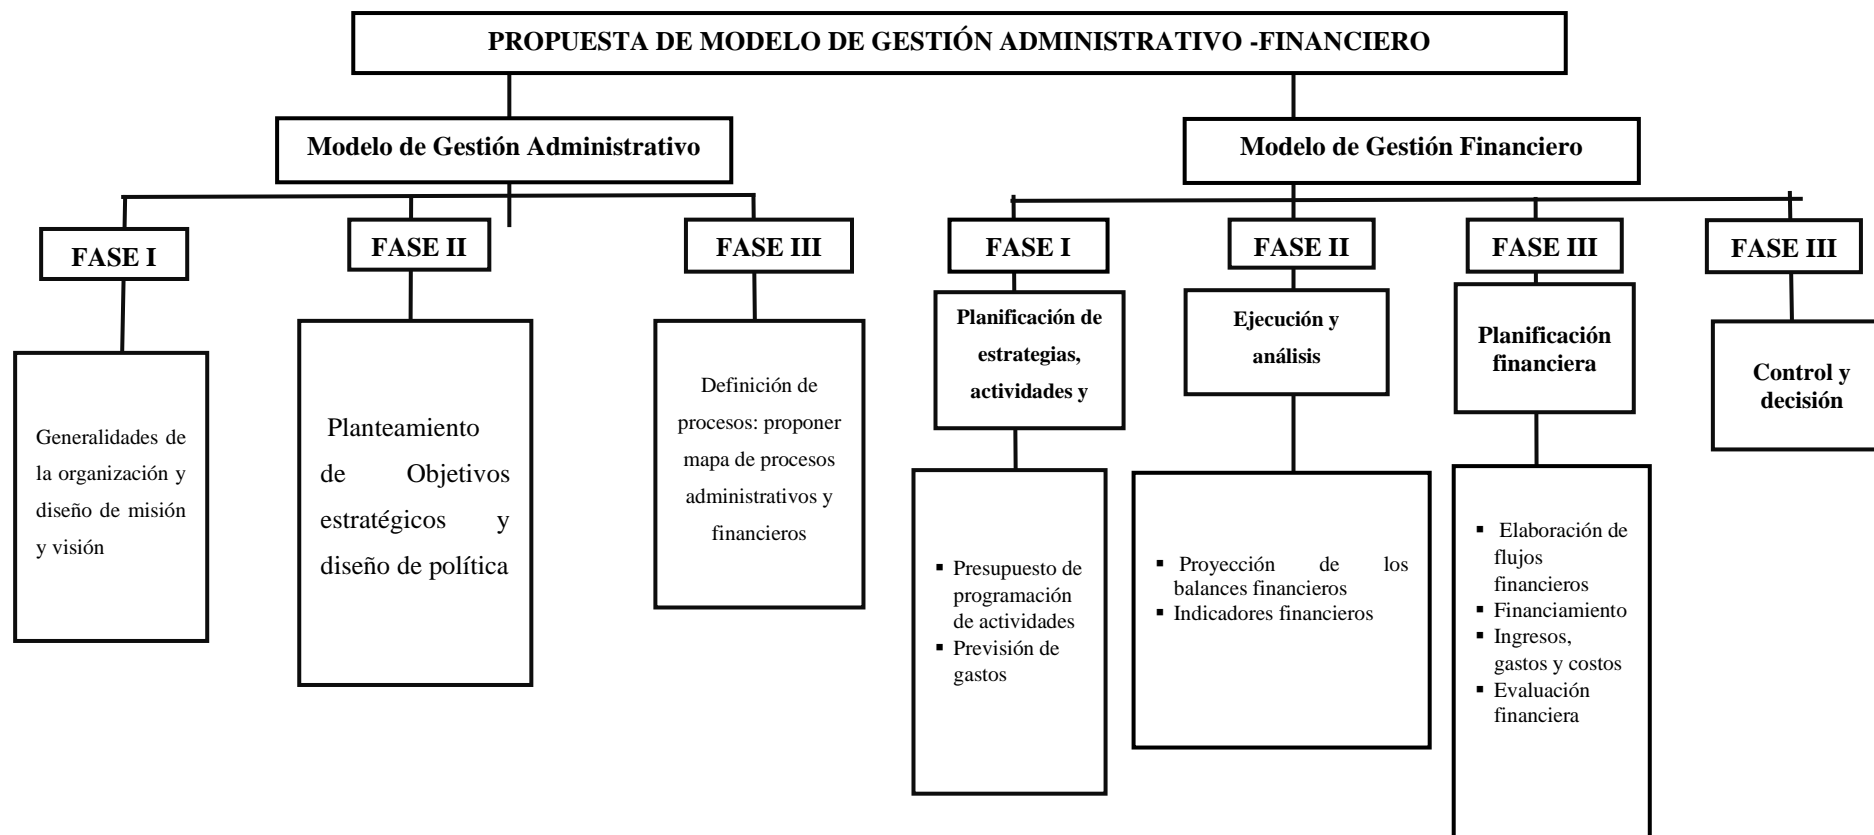 PROPUESTA DE MODELO DE GESTIÓN ADMINISTRATIVO -FINANCIERO
Modelo de Gestión Administrativo
Modelo de Gestión Financiero
FASE I
FASE II
FASE III
FASE I
FASE II
FASE III
FASE III
Generalidades de
la organización y
diseño de misión
y visión
Planteamiento
de Objetivos
estratégicos y
diseño de política
Definición de
procesos: proponer
mapa de procesos
administrativos y
financieros
Planificación de
estrategias,
actividades y
Ejecución y
análisis
Planificación
financiera
Control y
decisión
▪ Presupuesto de
programación
de actividades
▪ Previsión de
gastos
▪ Proyección de los
balances financieros
▪ Indicadores financieros
▪ Elaboración de
flujos
financieros
▪ Financiamiento
▪ Ingresos,
gastos y costos
▪ Evaluación
financiera